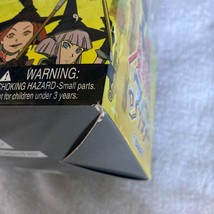 WARNING:
CHOKING HAZARD-Small parts.
Not for children under 3 years.